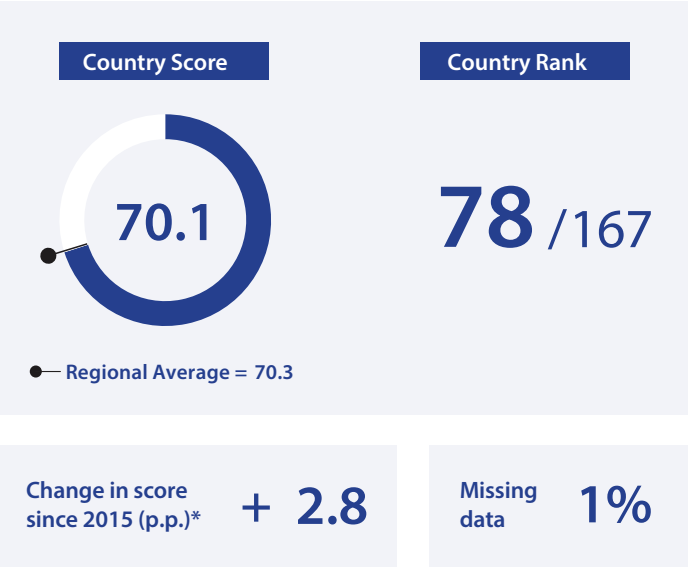 Country Score
Country Rank
70.1
78 /167
Regional Average = 70.3
Change in score
since 2015 (p.p.)*
+ 2.8
Missing
data
1%